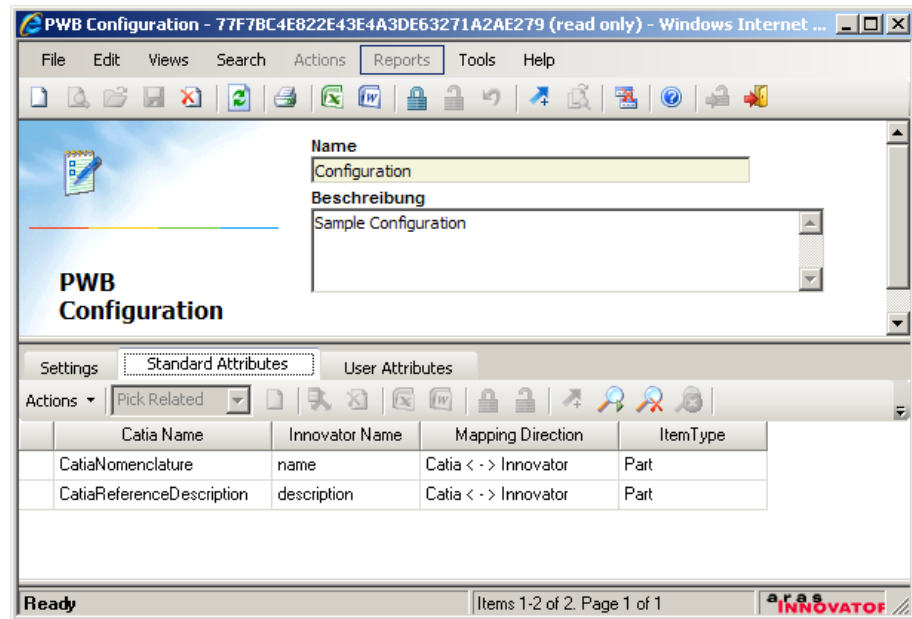 PWB Configuration - 77F7BC4E822E43E4A3DE63271A2AE279 (read only) - Windows Internet ...
File Edit Views Search Actions Reports Tools Help
Name
Configuration
Beschreibung
Sample Configuration
PWB
Configuration
Settings Standard Attributes User Attributes
Actions Pick Related
Catia Name Innovator Name Mapping Direction ItemType
CatiaNomenclature name Catia < - > Innovator Part
CatiaReferenceDescription description Catia < - > Innovator Part
Ready Items 1-2 of 2. Page 1 of 1 aras INNOVATOR